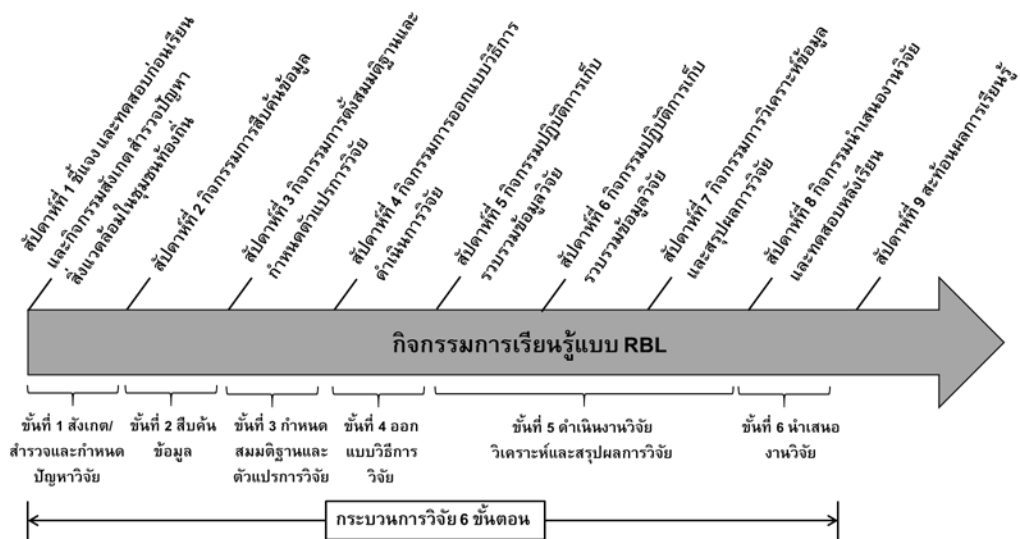 สัปดาห์ที่ 1 ชี้แจง และทดสอบก่อนเรียน
และกิจกรรมสังเกต สำรวจปัญหา
สิ่งแวดล้อมในชุมชนท้องถิ่น
สัปดาห์ที่ 2 กิจกรรมการสืบค้นข้อมูล
สัปดาห์ที่ 3 กิจกรรมการตั้งสมมติฐานและ
กำหนดตัวแปรการวิจัย
สัปดาห์ที่ 4 กิจกรรมการออกแบบวิธีการ
ดำเนินการวิจัย
สัปดาห์ที่ 5 กิจกรรมปฏิบัติการเก็บ
รวบรวมข้อมูลวิจัย
สัปดาห์ที่ 6 กิจกรรมปฏิบัติการเก็บ
รวบรวมข้อมูลวิจัย
สัปดาห์ที่ 7 กิจกรรมการวิเคราะห์ข้อมูล
และสรุปผลการวิจัย
สัปดาห์ที่ 8 กิจกรรมนำเสนองานวิจัย
และทดสอบหลังเรียน
สัปดาห์ที่ 9 สะท้อนผลการเรียนรู้
กิจกรรมการเรียนรู้แบบ RBL
ขั้นที่ 1 สังเกต/
สำรวจและกำหนด
ปัญหาวิจัย
ขั้นที่ 2 สืบค้น
ข้อมูล
ขั้นที่ 3 กำหนด
สมมติฐานและ
ตัวแปรการวิจัย
ขั้นที่ 4 ออก
แบบวิธีการ
วิจัย
ขั้นที่ 5 ดำเนินงานวิจัย
วิเคราะห์และสรุปผลการวิจัย
ขั้นที่ 6 นำเสนอ
งานวิจัย
กระบวนการวิจัย 6 ขั้นตอน